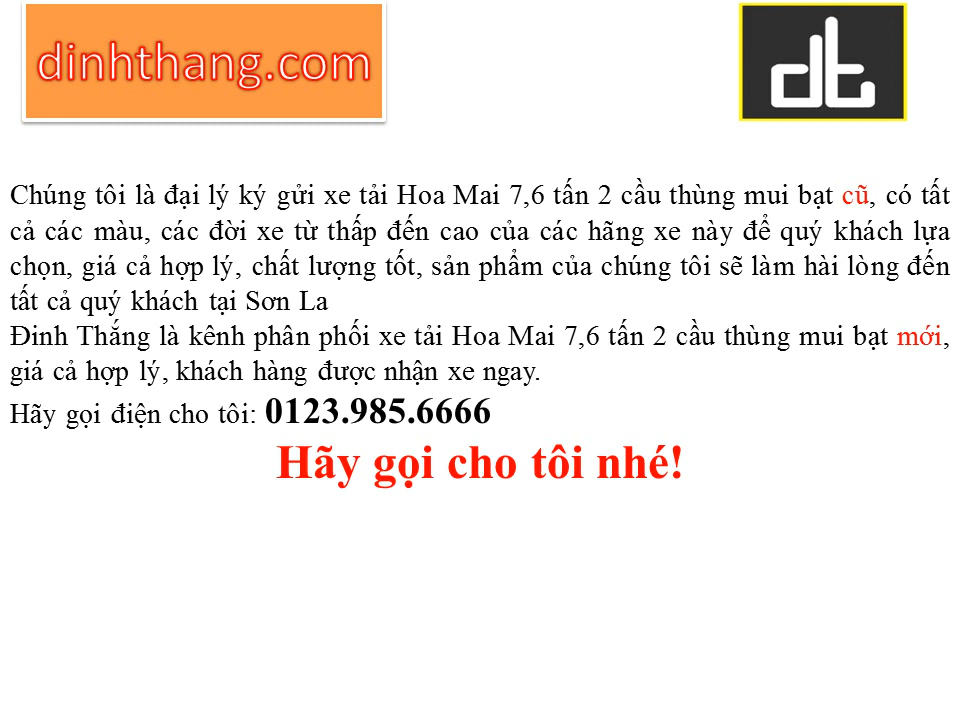 dinhthang.com
dt
Chúng tôi là đại lý ký gửi xe tải Hoa Mai 7,6 tấn 2 cầu thùng mui bạt cũ, có tất
cả các màu, các đời xe từ thấp đến cao của các hãng xe này để quý khách lựa
chọn, giá cả hợp lý, chất lượng tốt, sản phẩm của chúng tôi sẽ làm hài lòng đến
tất cả quý khách tại Sơn La
Đinh Thắng là kênh phân phối xe tải Hoa Mai 7,6 tấn 2 cầu thùng mui bạt mới,
giá cả hợp lý, khách hàng được nhận xe ngay.
Hãy gọi điện cho tôi: 0123.985.6666
Hãy gọi cho tôi nhé!